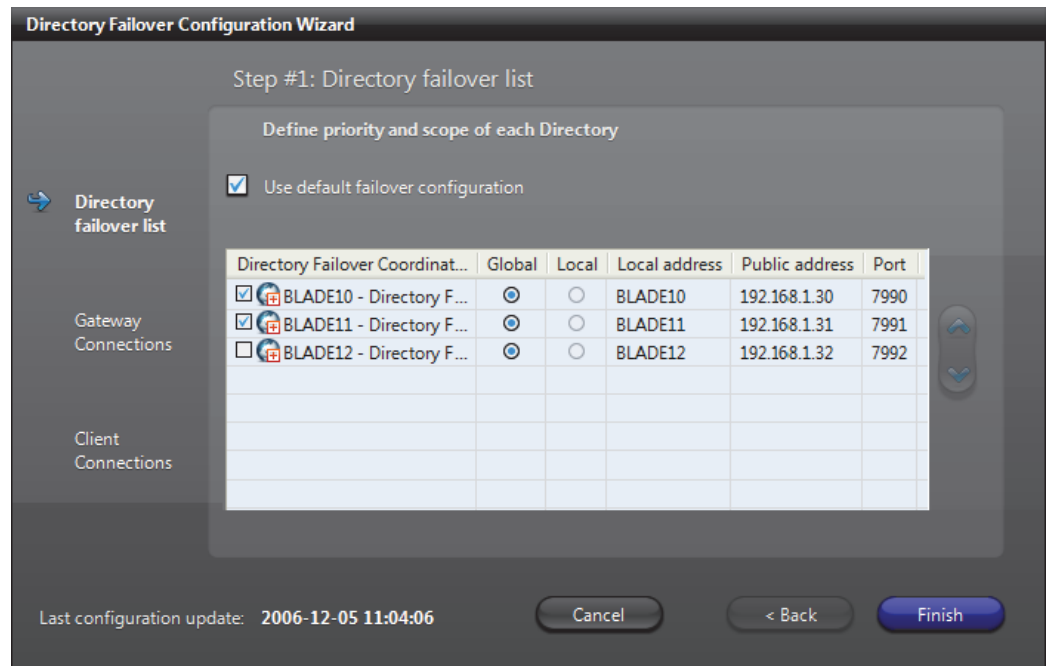 Directory Failover Configuration Wizard
Step #1: Directory failover list
Define priority and scope of each Directory
Use default failover configuration
Directory
failover list
Gateway
Connections
Client
Connections
Directory Failover Coordinat... Global Local Local address Public address Port
BLADE10 - Directory F... BLADE10 192.168.1.30 7990
BLADE11 - Directory F... BLADE11 192.168.1.31 7991
BLADE12 - Directory F... BLADE12 192.168.1.32 7992
Last configuration update: 2006-12-05 11:04:06
Cancel < Back Finish